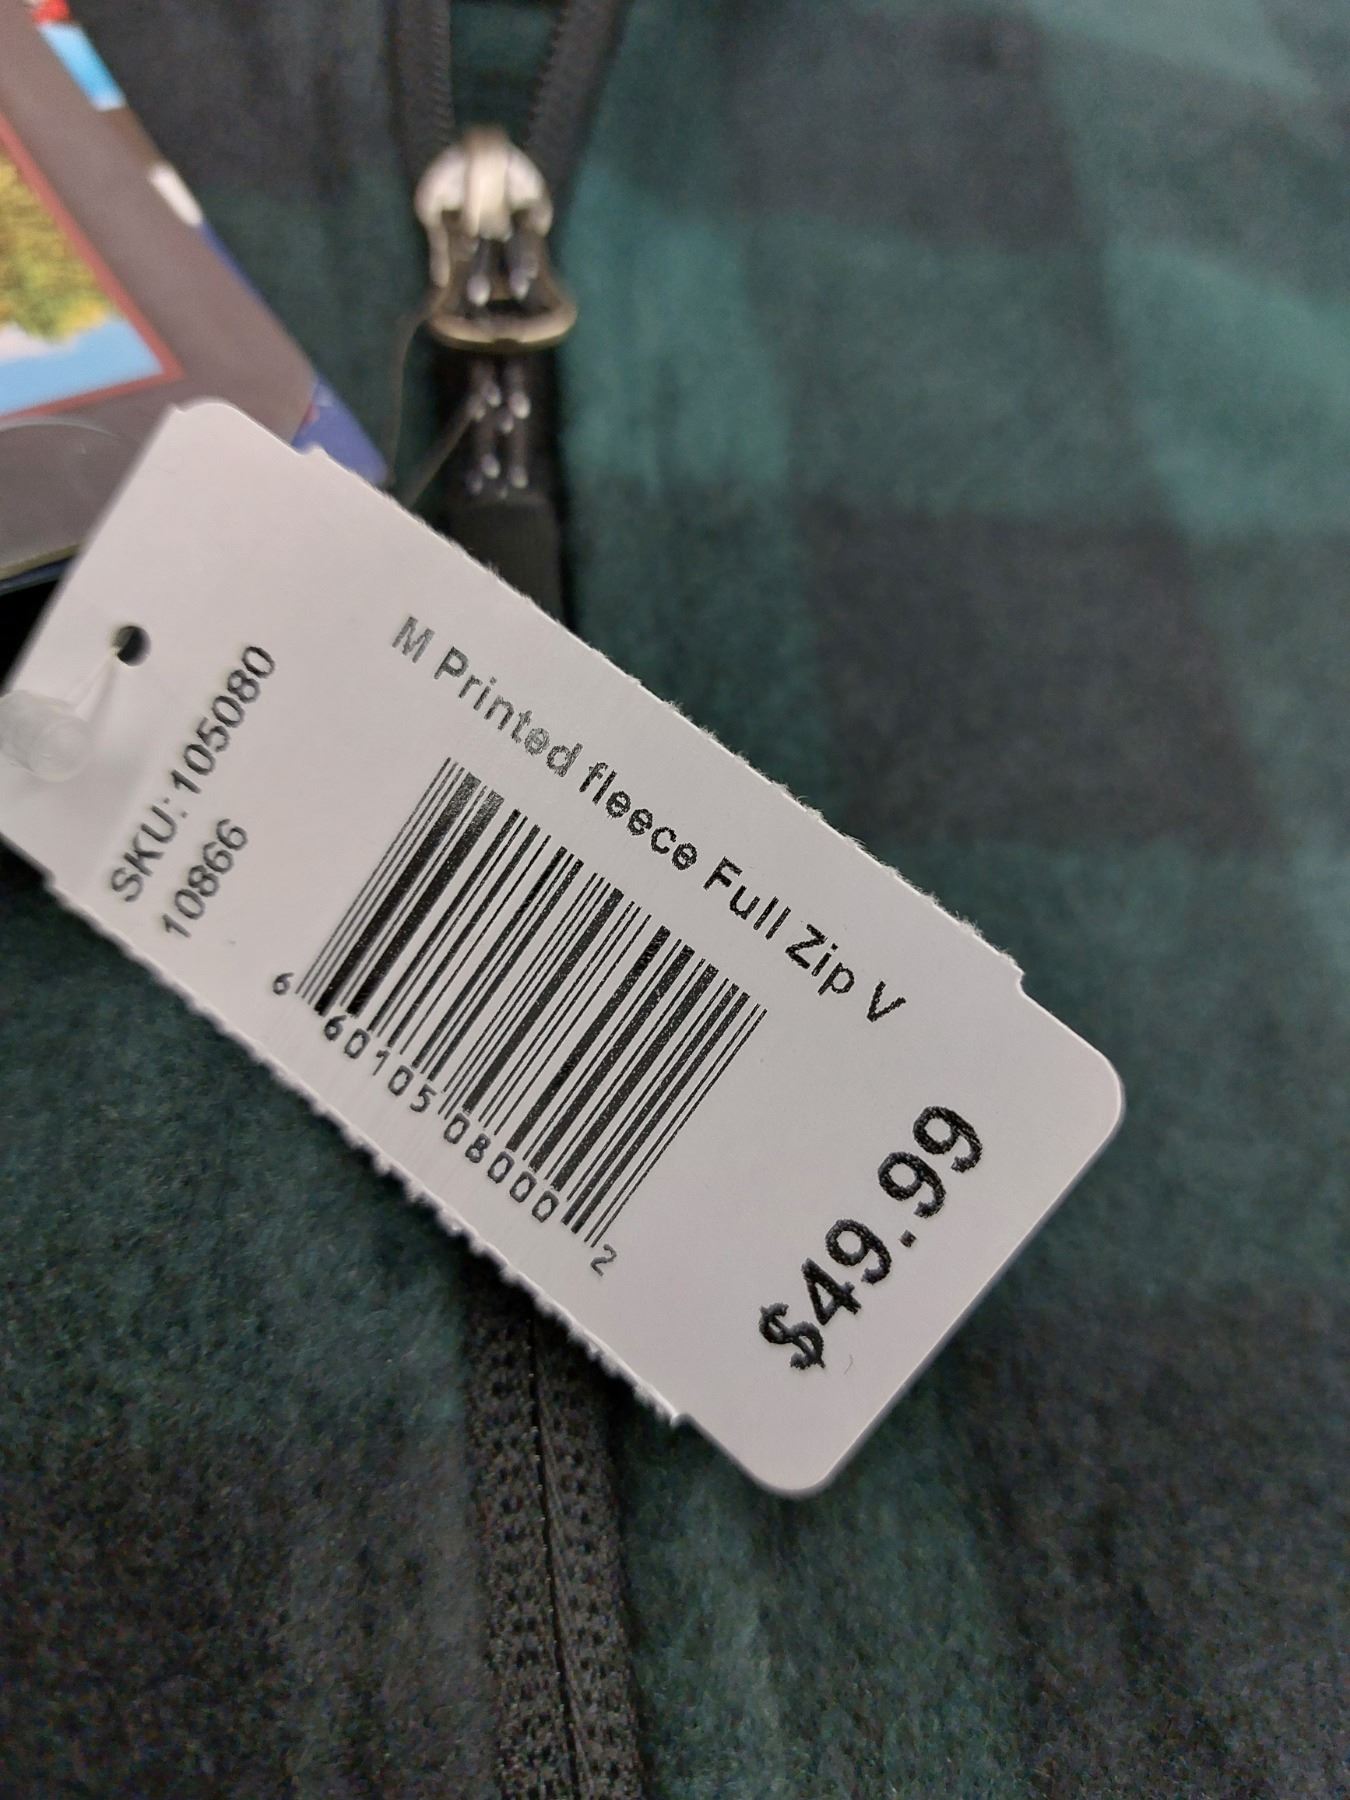 SKU:105080
10866
M Printed fleece Full Zip V
6 60105 08000 2
$49.99